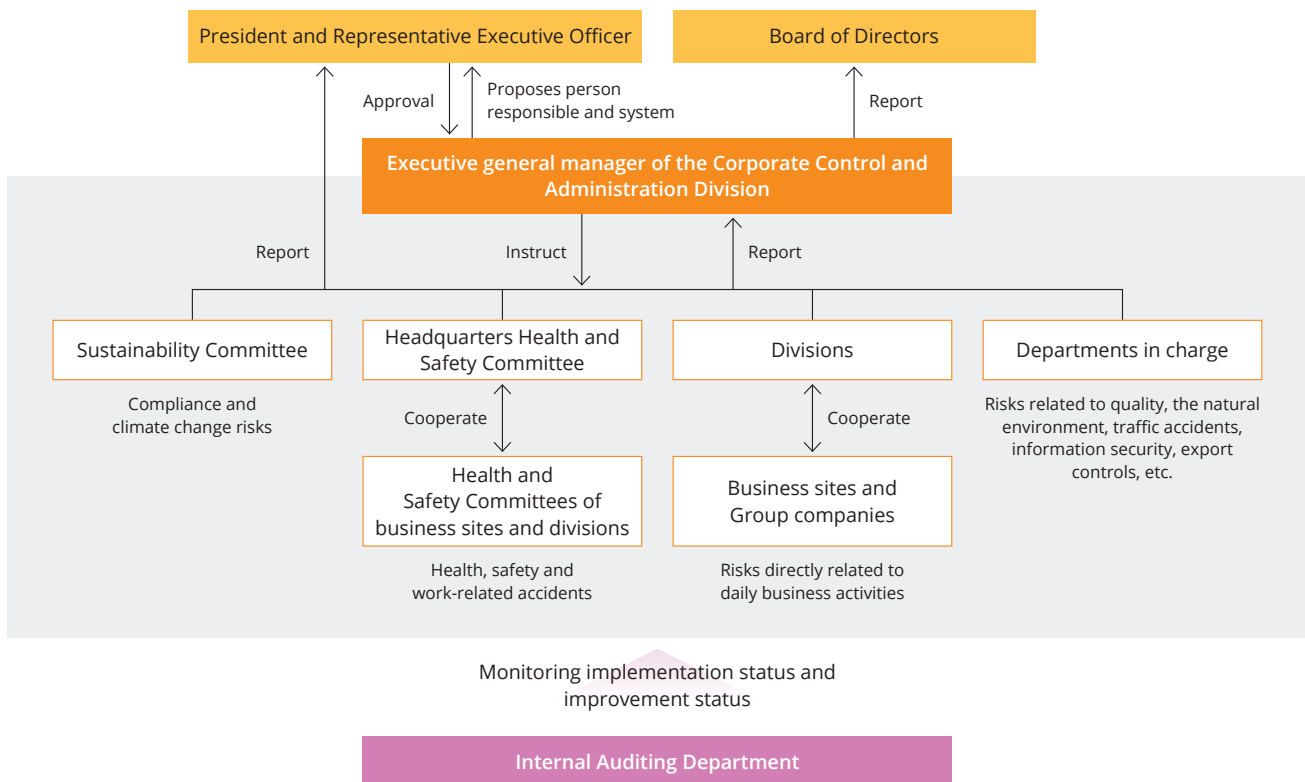 President and Representative Executive Officer
Board of Directors
Approval
Proposes person
responsible and system
Report
Executive general manager of the Corporate Control and
Administration Division
Report
Instruct
Report
Sustainability Committee
Headquarters Health and
Safety Committee
Divisions
Departments in charge
Compliance and
climate change risks
Cooperate
Cooperate
Risks related to quality, the natural
environment, traffic accidents,
information security, export
controls, etc.
Health and
Safety Committees of
business sites and divisions
Business sites and
Group companies
Health, safety and
work-related accidents
Risks directly related to
daily business activities
Monitoring implementation status and
improvement status
Internal Auditing Department